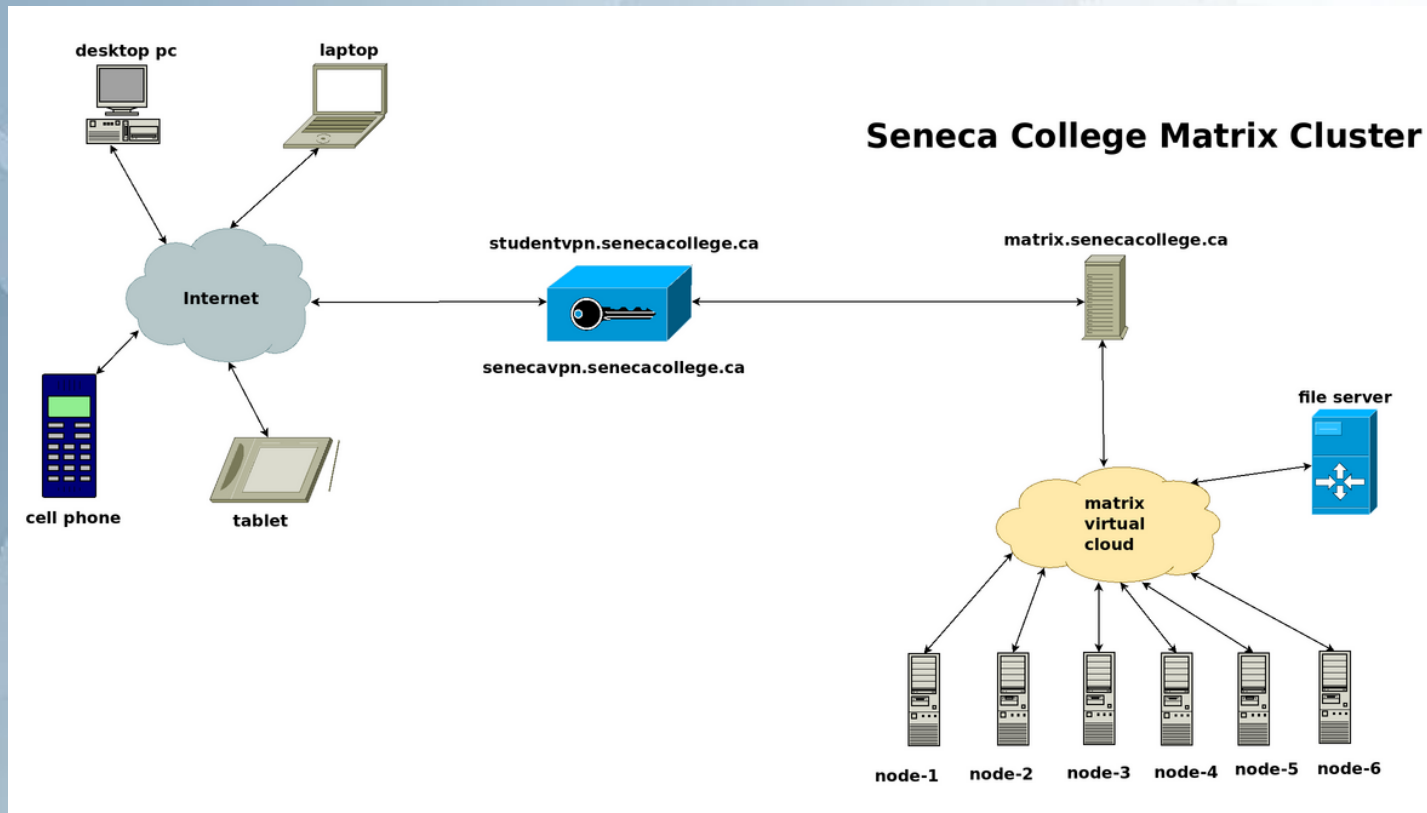 desktop pc
laptop
Seneca College Matrix Cluster
studentvpn.senecacollege.ca
matrix.senecacollege.ca
Internet
senecavpn.senecacollege.ca
file server
cell phone
tablet
matrix
virtual
cloud
node-1
node-2
node-3
node-4
node-5
node-6